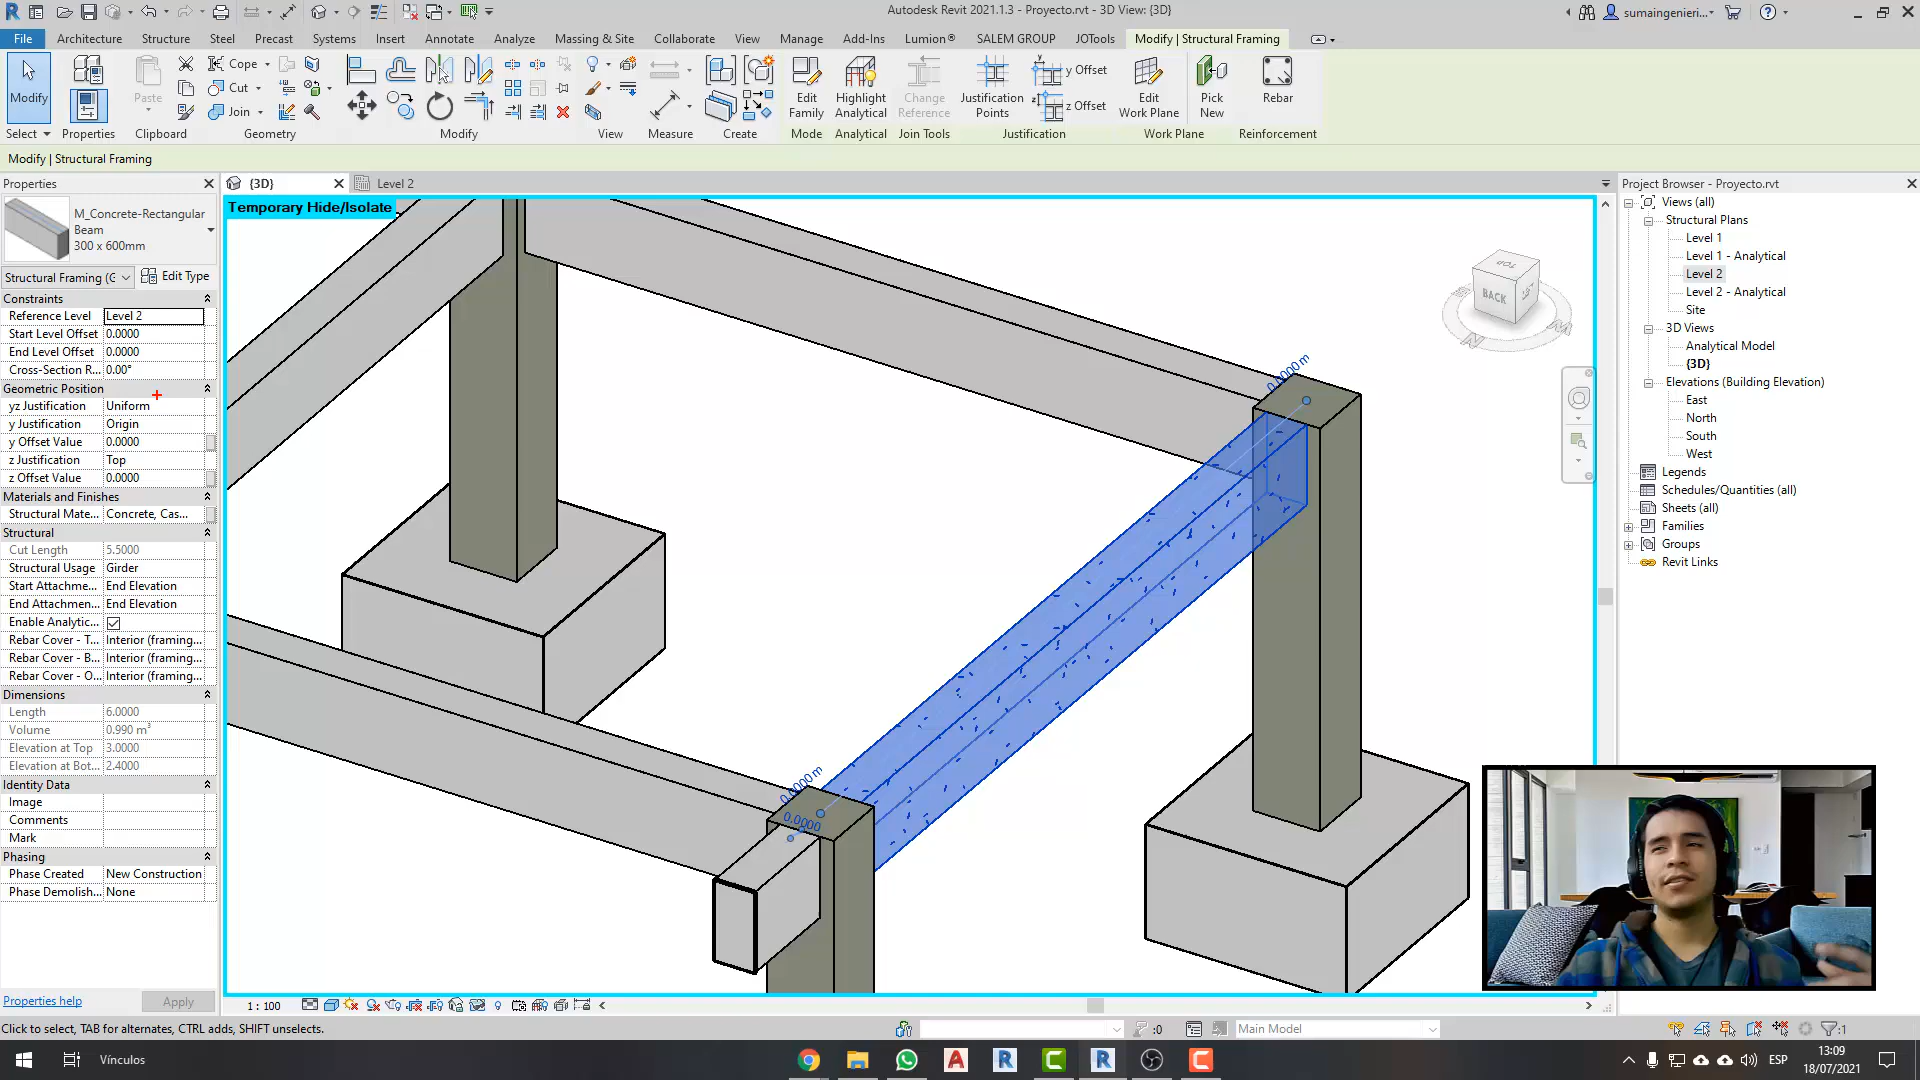 Autodesk Revit 2021.1.3 - Proyecto.rvt - 3D View: {3D}
sumaingenieri...
File
Architecture
Structure
Steel
Precast
Systems
Insert
Annotate
Analyze
Massing & Site
Collaborate
View
Manage
Add-Ins
Lumion®
SALEM GROUP
JOTools
Modify | Structural Framing
Modify
Paste
Cope
Cut
Join
Edit
Family
Highlight
Analytical
Change
Reference
Justification
Points
y Offset
z Offset
Edit
Work Plane
Pick
New
Rebar
Select
Properties
Clipboard
Geometry
Modify
View
Measure
Create
Mode
Analytical
Join Tools
Justification
Work Plane
Reinforcement
Modify | Structural Framing
Properties
M_Concrete-Rectangular
Beam
300 x 600mm
Structural Framing (G
Edit Type
Constraints
Reference Level Level 2
Start Level Offset 0.0000
End Level Offset 0.0000
Cross-Section R... 0.00°
Geometric Position
yz Justification Uniform
y Justification Origin
y Offset Value 0.0000
z Justification Top
z Offset Value 0.0000
Materials and Finishes
Structural Mate... Concrete, Cas...
Structural
Cut Length 5.5000
Structural Usage Girder
Start Attachme... End Elevation
End Attachmen... End Elevation
Enable Analytic...
Rebar Cover - T... Interior (framing...
Rebar Cover - B... Interior (framing...
Rebar Cover - O... Interior (framing...
Dimensions
Length 6.0000
Volume 0.990 m³
Elevation at Top 3.0000
Elevation at Bot... 2.4000
Identity Data
Image
Comments
Mark
Phasing
Phase Created New Construction
Phase Demolish... None
Properties help
Apply
{3D}
Level 2
Temporary Hide/Isolate
0.0000 m
0.0000 m
0.0000
TOP
BACK
1 : 100
Project Browser - Proyecto.rvt
Views (all)
Structural Plans
Level 1
Level 1 - Analytical
Level 2
Level 2 - Analytical
Site
3D Views
Analytical Model
{3D}
Elevations (Building Elevation)
East
North
South
West
Legends
Schedules/Quantities (all)
Sheets (all)
Families
Groups
Revit Links
Click to select, TAB for alternates, CTRL adds, SHIFT unselects.
:0
Main Model
:1
Vínculos
ESP
13:09
18/07/2021